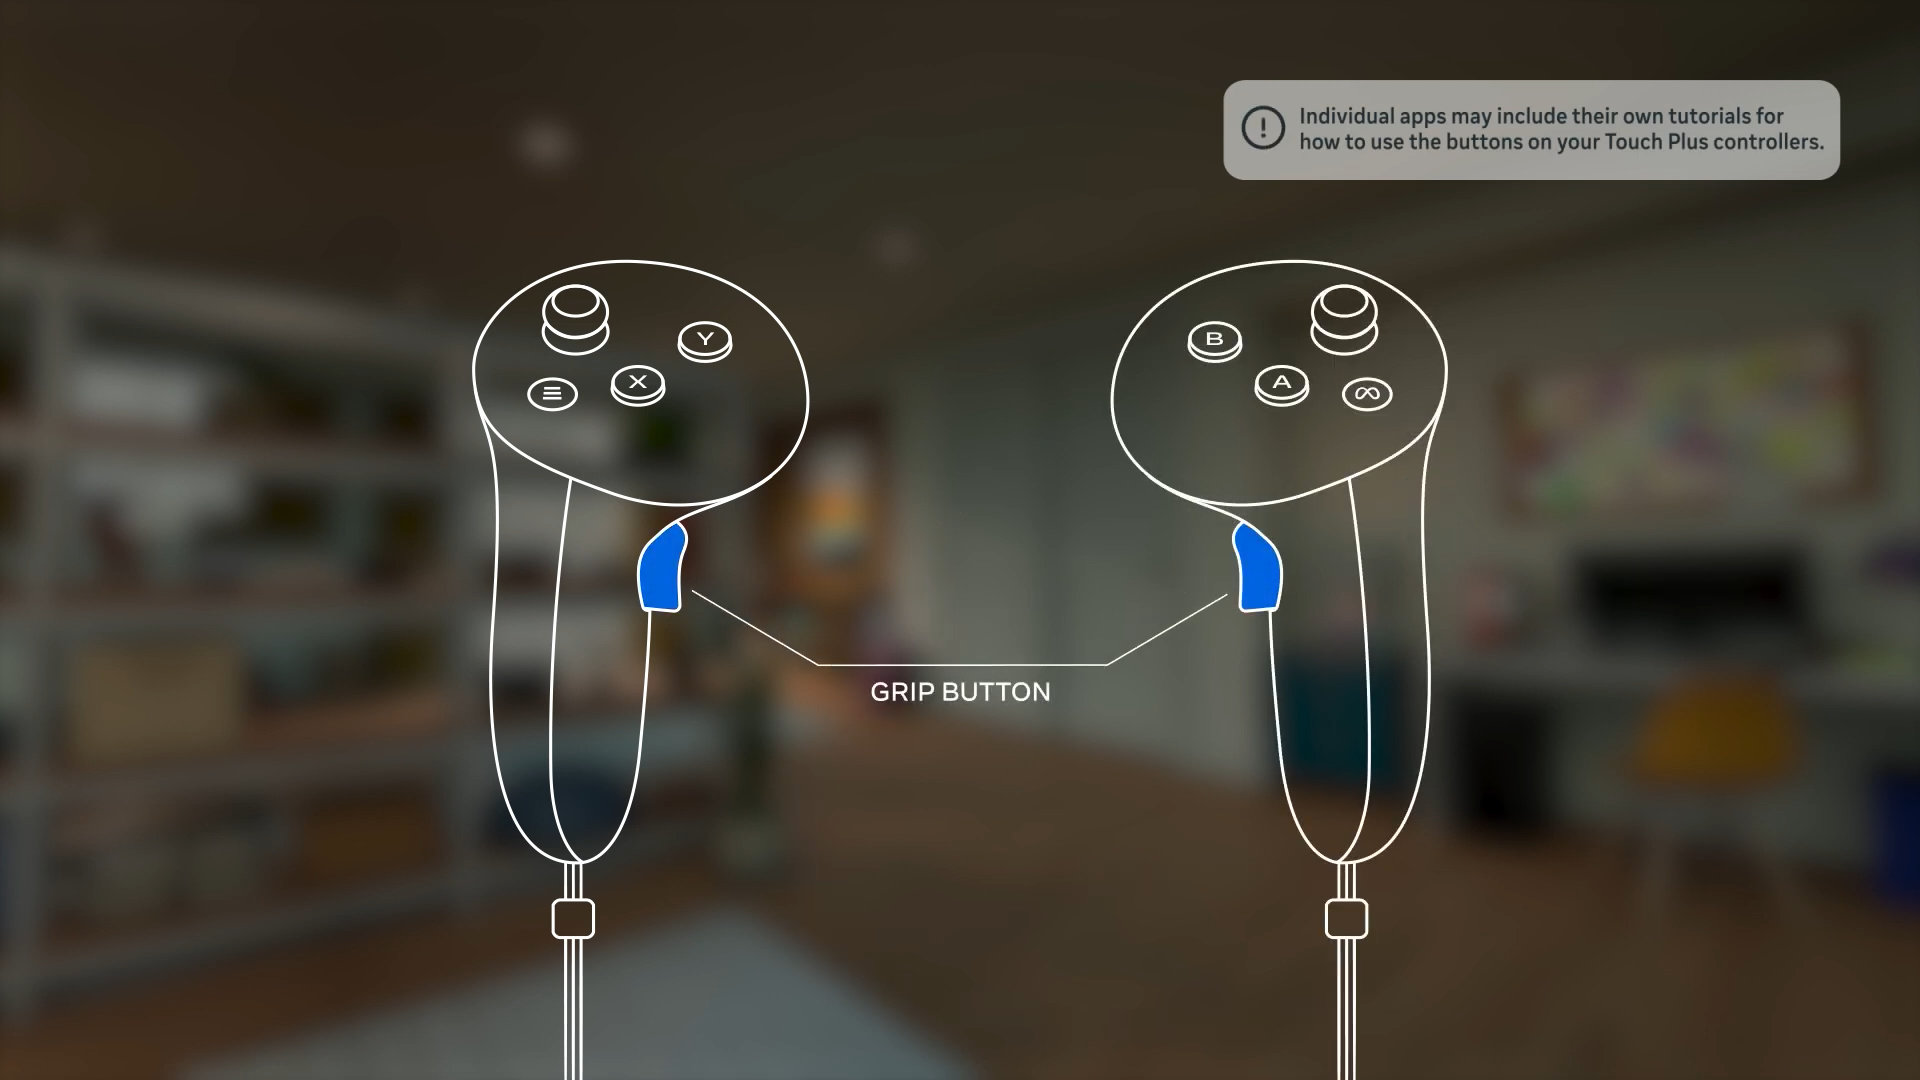 Individual apps may include their own tutorials for
how to use the buttons on your Touch Plus controllers.
Y
X
B
A
GRIP BUTTON